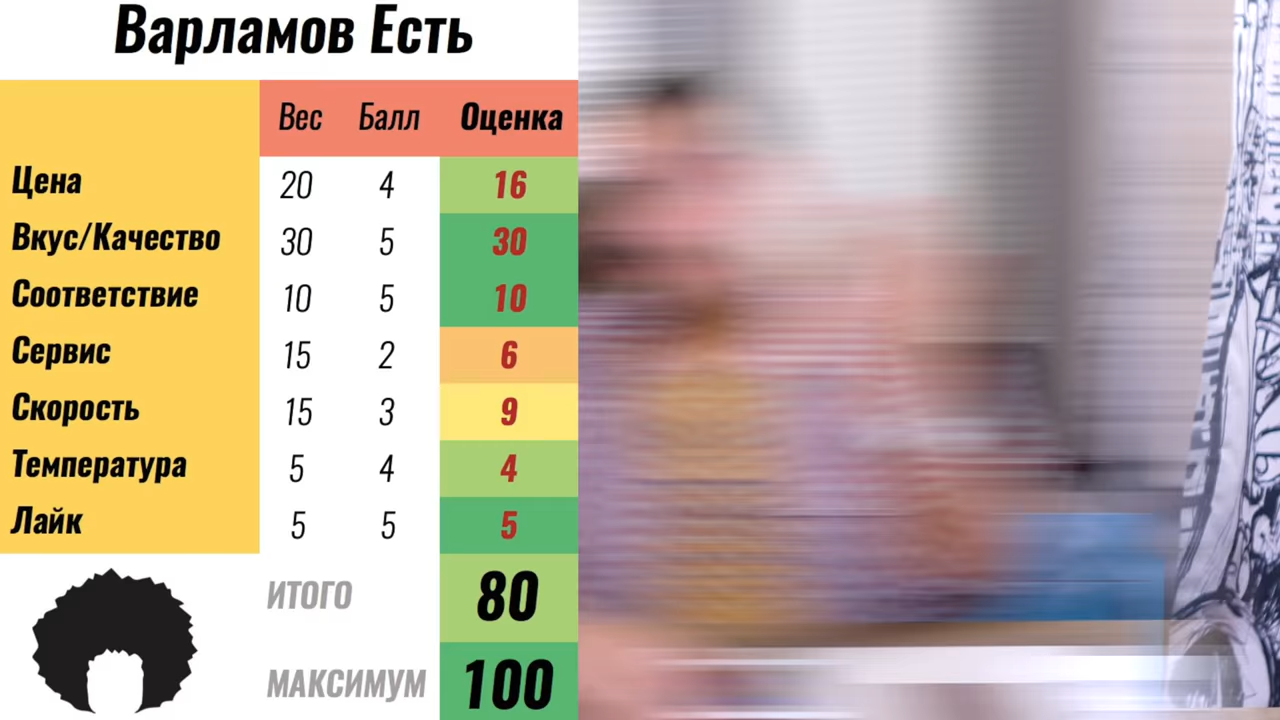 Варламов Есть
Вес Балл Оценка
Цена 20 4 16
Вкус/Качество 30 5 30
Соответствие 10 5 10
Сервис 15 2 6
Скорость 15 3 9
Температура 5 4 4
Лайк 5 5 5
ИТОГО 80
МАКСИМУМ 100